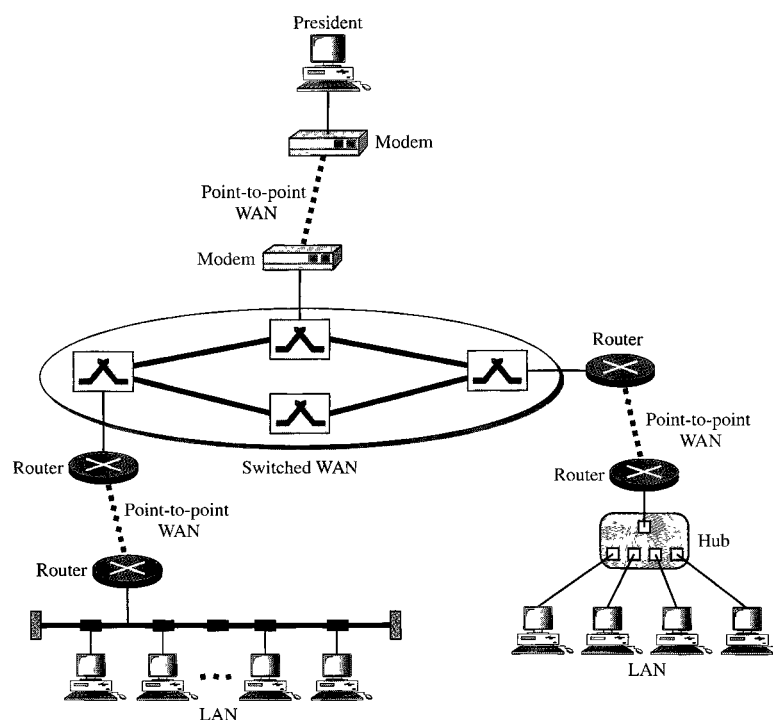 President
Modem
Point-to-point
WAN
Modem
Router
Point-to-point
WAN
Switched WAN
Router
Router
Point-to-point
WAN
Hub
Router
LAN
LAN